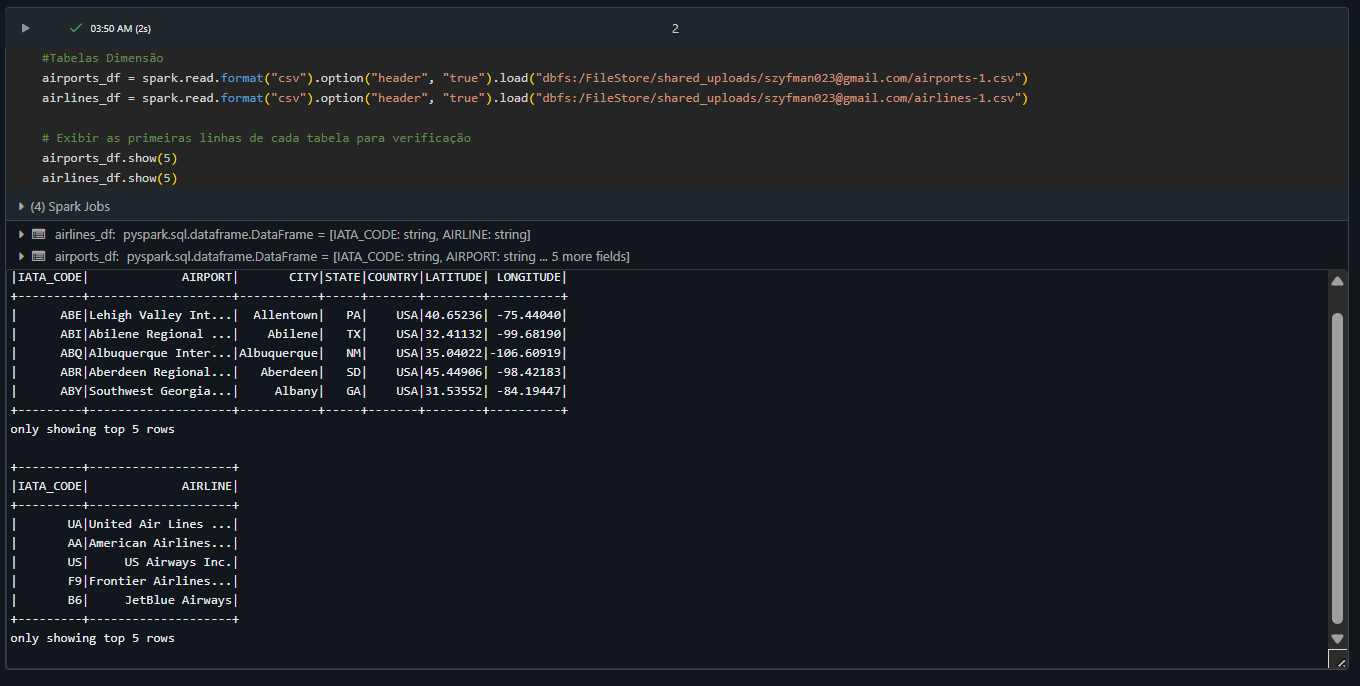 03:50 AM (2s)
2
#Tabelas Dimensão
airports_df = spark.read.format("csv").option("header", "true").load("dbfs:/FileStore/shared_uploads/szyfman023@gmail.com/airports-1.csv")
airlines_df = spark.read.format("csv").option("header", "true").load("dbfs:/FileStore/shared_uploads/szyfman023@gmail.com/airlines-1.csv")
# Exibir as primeiras linhas de cada tabela para verificação
airports_df.show(5)
airlines_df.show(5)
(4) Spark Jobs
airlines_df: pyspark.sql.dataframe.DataFrame = [IATA_CODE: string, AIRLINE: string]
airports_df: pyspark.sql.dataframe.DataFrame = [IATA_CODE: string, AIRPORT: string ... 5 more fields]
|IATA_CODE|             AIRPORT|       CITY|STATE|COUNTRY|LATITUDE| LONGITUDE|
+---------+--------------------+-----------+-----+-------+--------+----------+
|      ABE|Lehigh Valley Int...|  Allentown|   PA|    USA|40.65236| -75.44040|
|      ABI|Abilene Regional ...|    Abilene|   TX|    USA|32.41132| -99.68190|
|      ABQ|Albuquerque Inter...|Albuquerque|   NM|    USA|35.04022|-106.60919|
|      ABR|Aberdeen Regional...|   Aberdeen|   SD|    USA|45.44906| -98.42183|
|      ABY|Southwest Georgia...|     Albany|   GA|    USA|31.53552| -84.19447|
+---------+--------------------+-----------+-----+-------+--------+----------+
only showing top 5 rows
+---------+--------------------+
|IATA_CODE|             AIRLINE|
+---------+--------------------+
|       UA|United Air Lines ...|
|       AA|American Airlines...|
|       US|     US Airways Inc.|
|       F9|Frontier Airlines...|
|       B6|     JetBlue Airways|
+---------+--------------------+
only showing top 5 rows